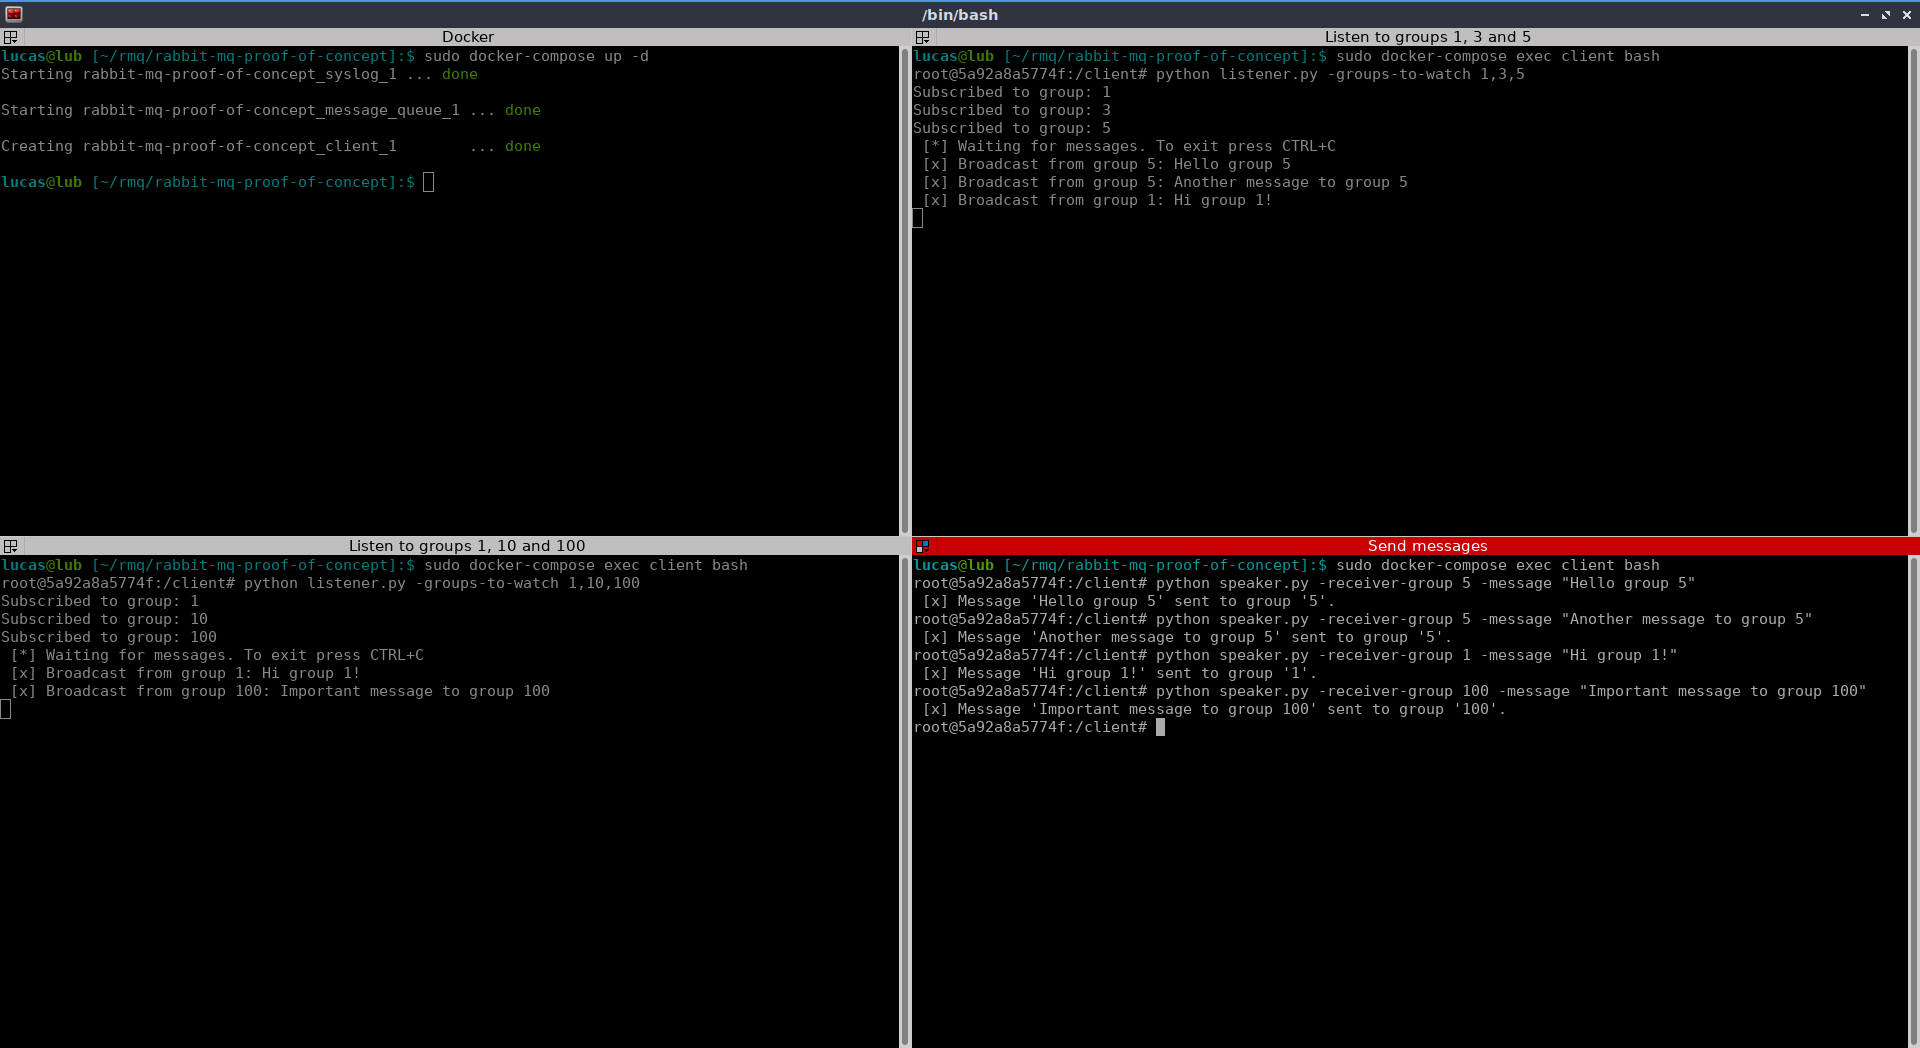 /bin/bash
Docker
lucas@lub [~/rmq/rabbit-mq-proof-of-concept]:$ sudo docker-compose up -d
Starting rabbit-mq-proof-of-concept_syslog_1 ... done
Starting rabbit-mq-proof-of-concept_message_queue_1 ... done
Creating rabbit-mq-proof-of-concept_client_1        ... done
lucas@lub [~/rmq/rabbit-mq-proof-of-concept]:$
Listen to groups 1, 3 and 5
lucas@lub [~/rmq/rabbit-mq-proof-of-concept]:$ sudo docker-compose exec client bash
root@5a92a8a5774f:/client# python listener.py -groups-to-watch 1,3,5
Subscribed to group: 1
Subscribed to group: 3
Subscribed to group: 5
[*] Waiting for messages. To exit press CTRL+C
[x] Broadcast from group 5: Hello group 5
[x] Broadcast from group 5: Another message to group 5
[x] Broadcast from group 1: Hi group 1!
Listen to groups 1, 10 and 100
lucas@lub [~/rmq/rabbit-mq-proof-of-concept]:$ sudo docker-compose exec client bash
root@5a92a8a5774f:/client# python listener.py -groups-to-watch 1,10,100
Subscribed to group: 1
Subscribed to group: 10
Subscribed to group: 100
[*] Waiting for messages. To exit press CTRL+C
[x] Broadcast from group 1: Hi group 1!
[x] Broadcast from group 100: Important message to group 100
Send messages
lucas@lub [~/rmq/rabbit-mq-proof-of-concept]:$ sudo docker-compose exec client bash
root@5a92a8a5774f:/client# python speaker.py -receiver-group 5 -message "Hello group 5"
[x] Message 'Hello group 5' sent to group '5'.
root@5a92a8a5774f:/client# python speaker.py -receiver-group 5 -message "Another message to group 5"
[x] Message 'Another message to group 5' sent to group '5'.
root@5a92a8a5774f:/client# python speaker.py -receiver-group 1 -message "Hi group 1!"
[x] Message 'Hi group 1!' sent to group '1'.
root@5a92a8a5774f:/client# python speaker.py -receiver-group 100 -message "Important message to group 100"
[x] Message 'Important message to group 100' sent to group '100'.
root@5a92a8a5774f:/client#